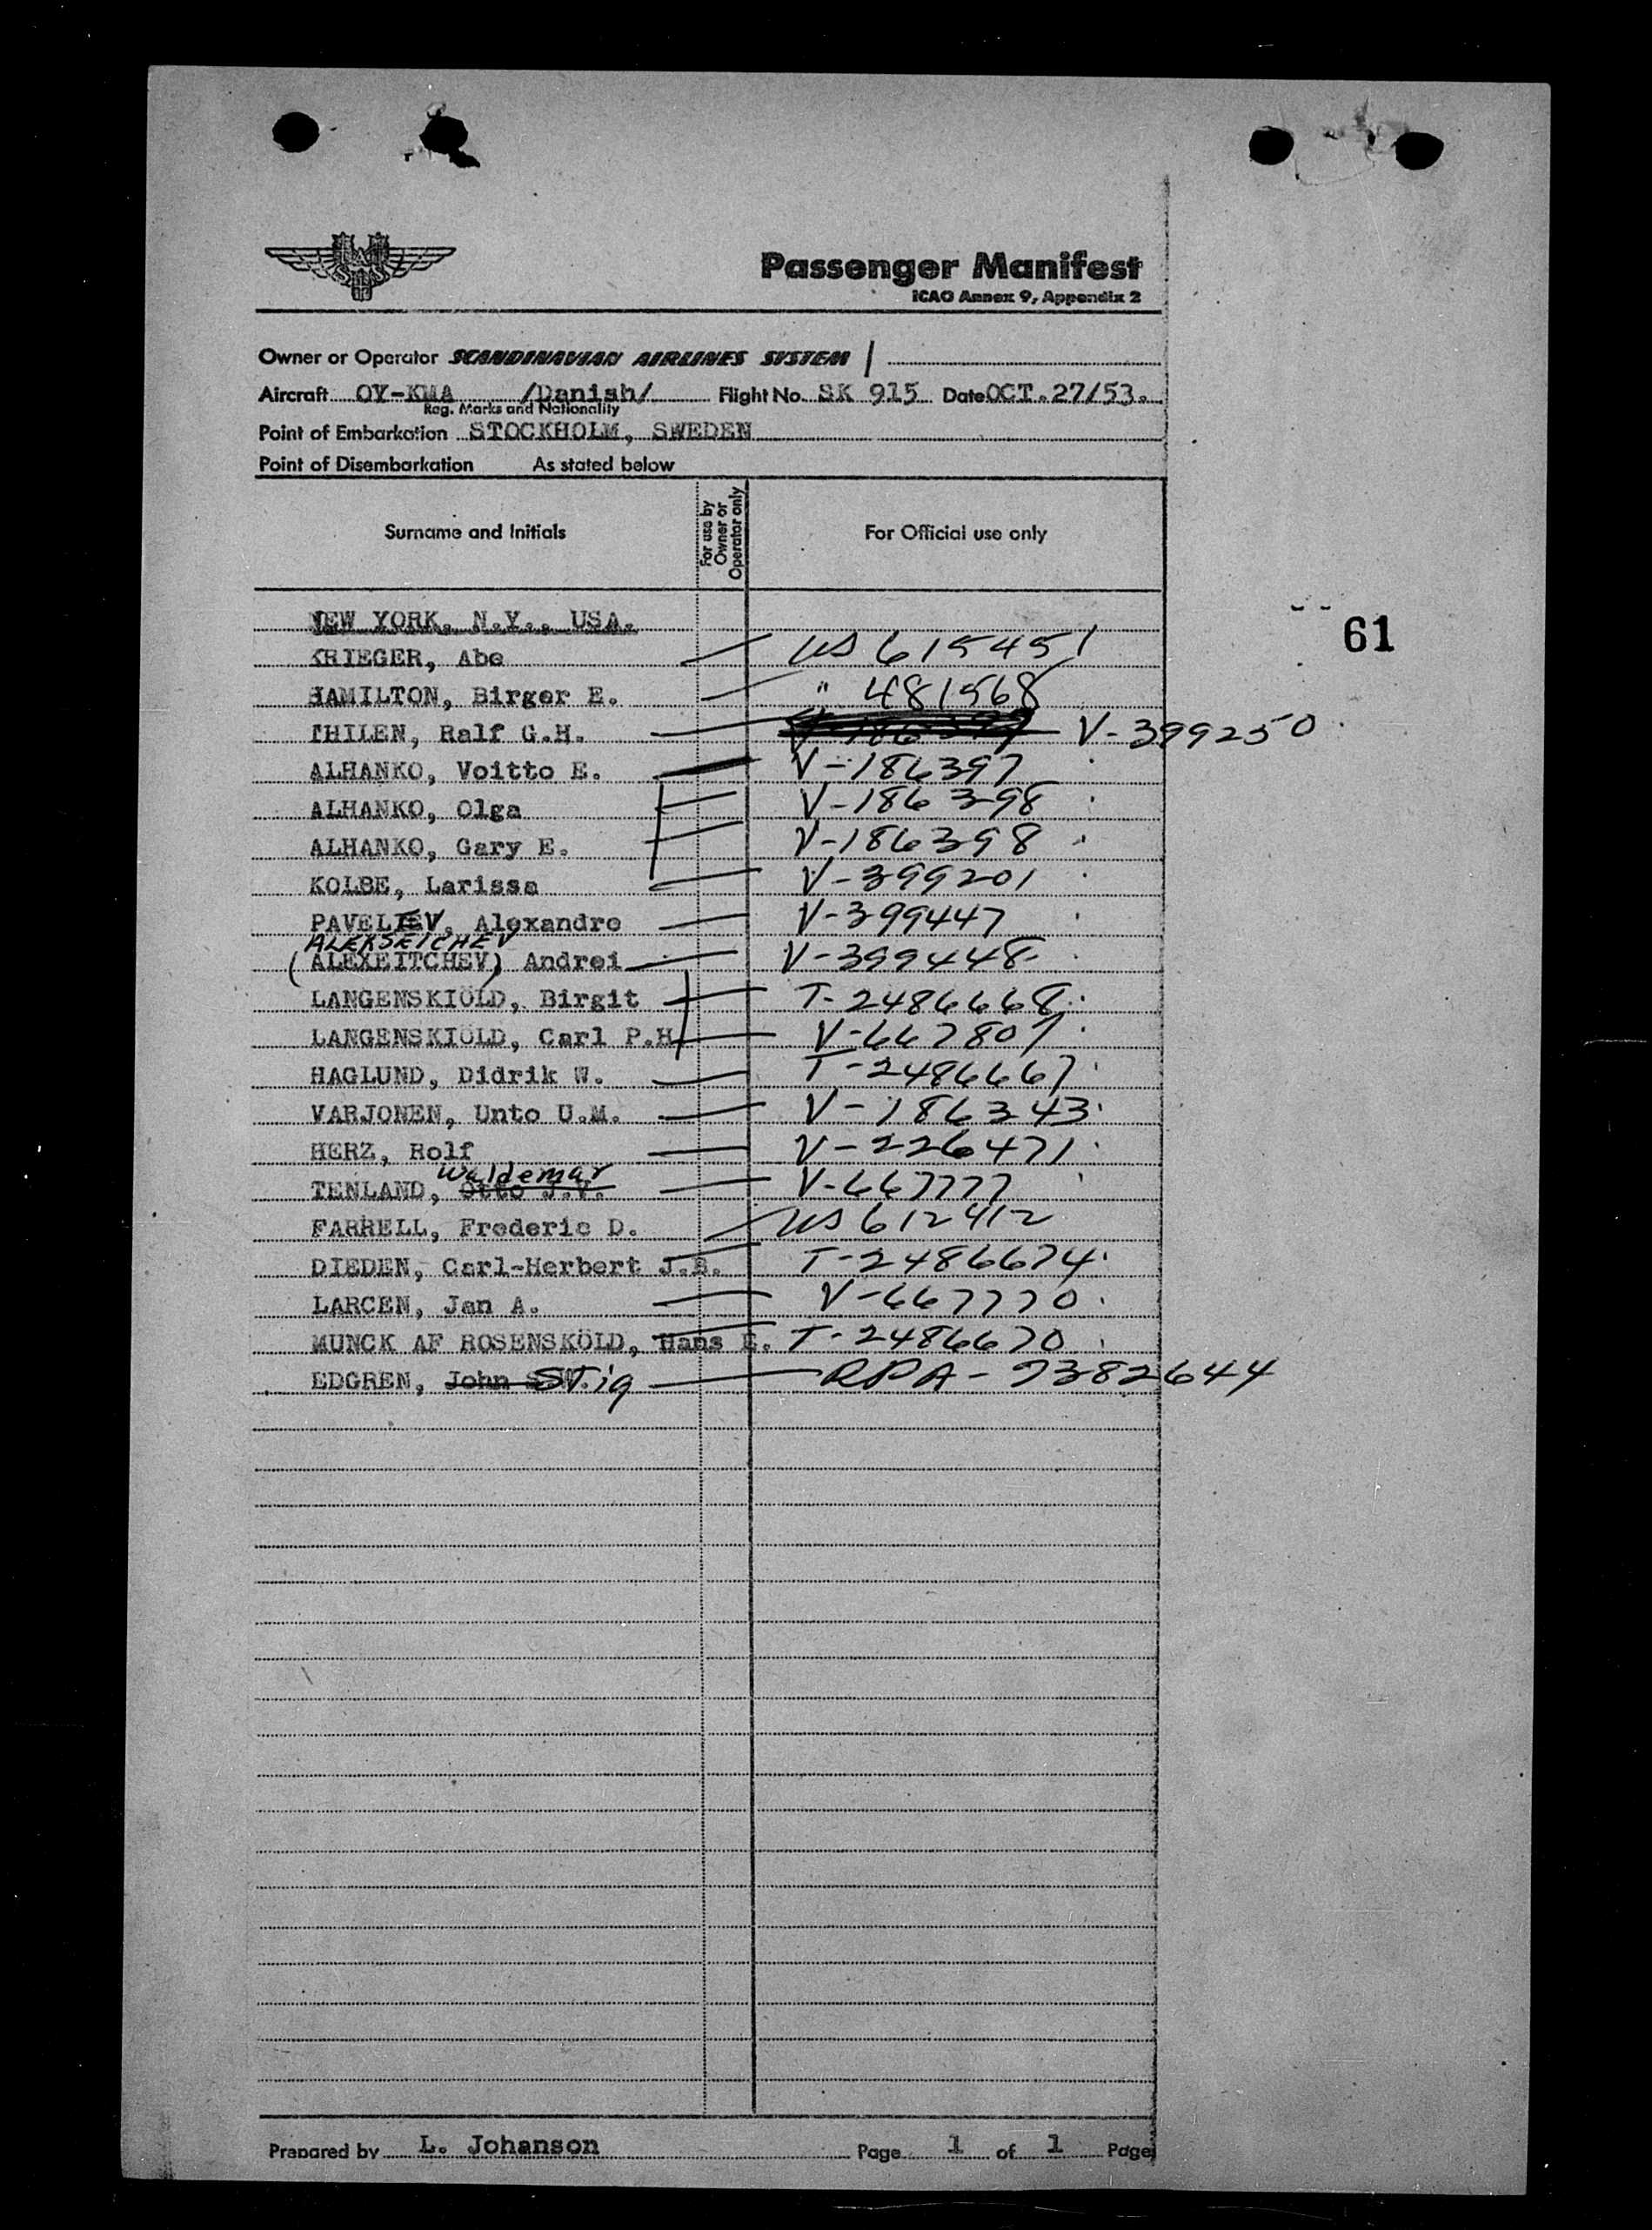 SAS
Passenger Manifest
ICAO Annex 9, Appendix 2
Owner or Operator SCANDINAVIAN AIRLINES SYSTEM /
Aircraft OY-KMA /Danish/ Flight No. SK 915 Date OCT.27/53.
Reg. Marks and Nationality
Point of Embarkation STOCKHOLM, SWEDEN
Point of Disembarkation As stated below
Surname and Initials For use by Owner or Operator only For Official use only
NEW YORK, N.Y., USA.
61
KRIEGER, Abe US 615451
HAMILTON, Birger E. " 481568
THILEN, Ralf G.H. V-186397 V-399250
ALHANKO, Voitto E. V-186397
ALHANKO, Olga V-186398
ALHANKO, Gary E. V-186398
KOLBE, Larissa V-399201
PAVELIEV, Alexandre V-399447
ALEKSEICHEV
(ALEXEITCHEV) Andrei V-399448
LANGENSKIÖLD, Birgit T-2486668
LANGENSKIÖLD, Carl P.H. V-667807
HAGLUND, Didrik W. T-2486667
VARJONEN, Unto U.M. V-186343
HERZ, Rolf V-226471
Waldemar
TENLAND, Otto J.V. V-667777
FARRELL, Frederic D. US 612412
DIEDEN, Carl-Herbert J.B. T-2486674
LARCEN, Jan A. V-667770
MUNCK AF ROSENSKÖLD, Hans E. T-2486670
EDGREN, John Stig RPA-7382644
Prepared by L. Johanson Page 1 of 1 Page